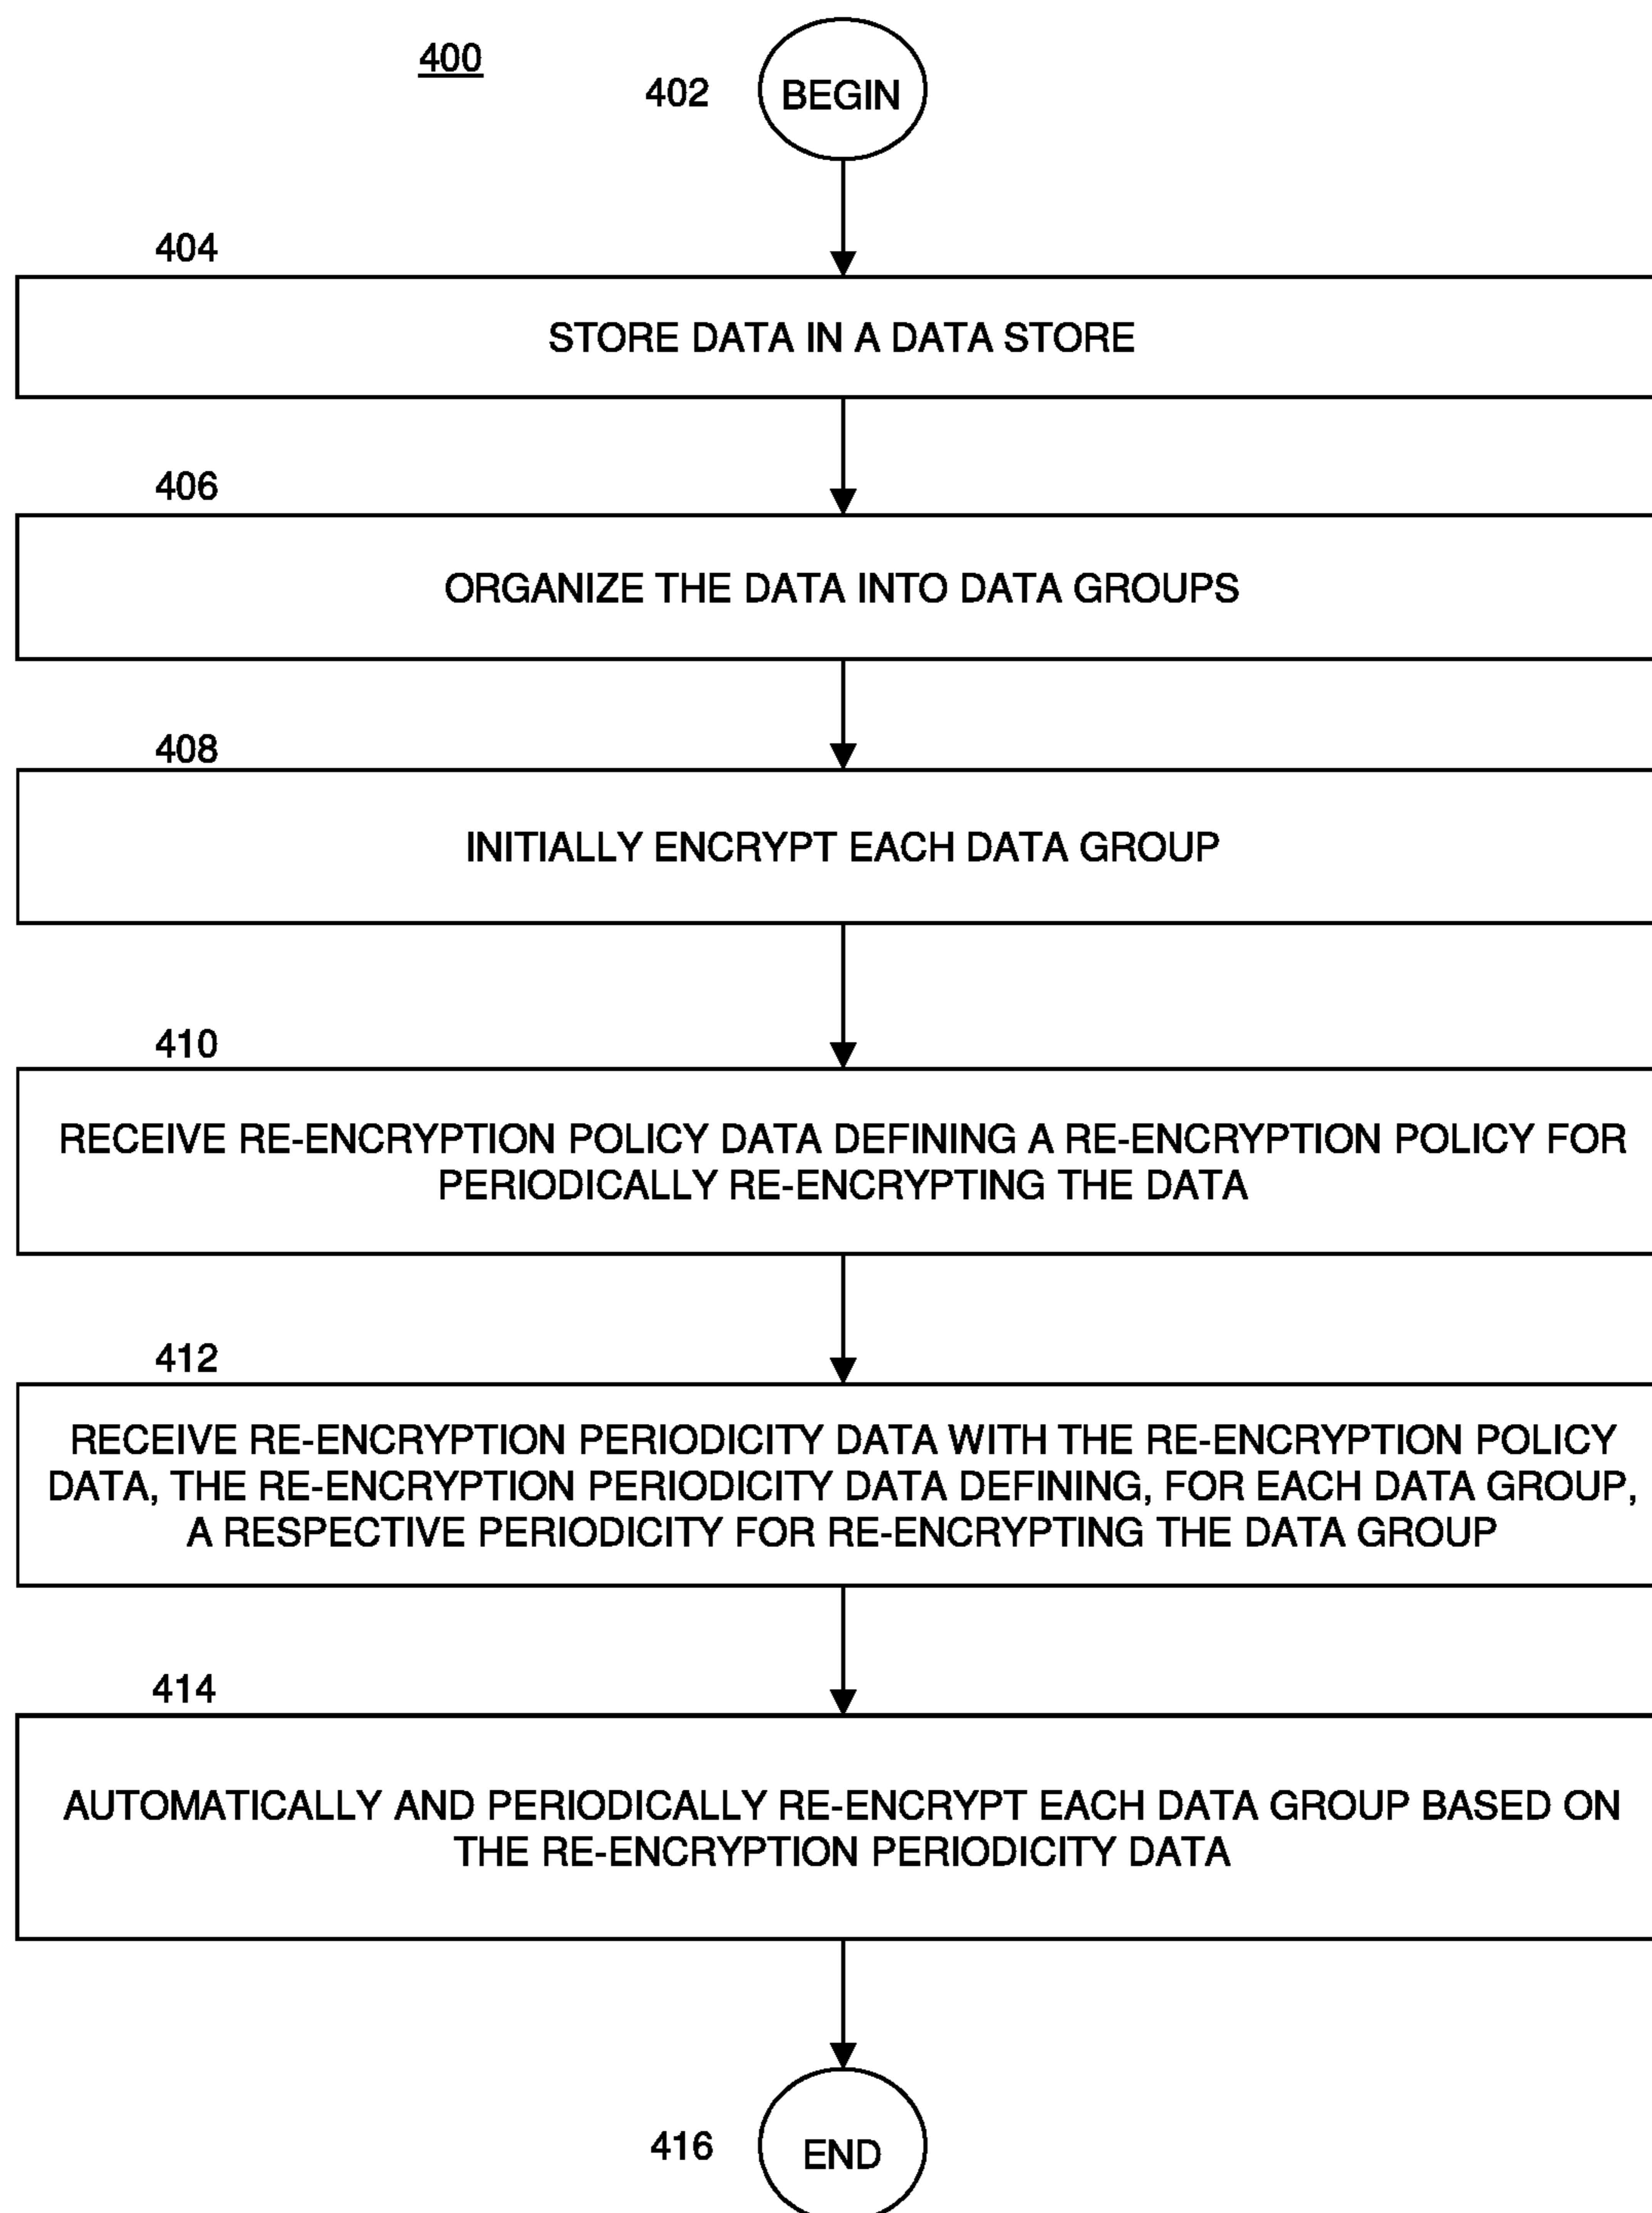 400
402
BEGIN
404
STORE DATA IN A DATA STORE
406
ORGANIZE THE DATA INTO DATA GROUPS
408
INITIALLY ENCRYPT EACH DATA GROUP
410
RECEIVE RE-ENCRYPTION POLICY DATA DEFINING A RE-ENCRYPTION POLICY FOR
PERIODICALLY RE-ENCRYPTING THE DATA
412
RECEIVE RE-ENCRYPTION PERIODICITY DATA WITH THE RE-ENCRYPTION POLICY
DATA, THE RE-ENCRYPTION PERIODICITY DATA DEFINING, FOR EACH DATA GROUP,
A RESPECTIVE PERIODICITY FOR RE-ENCRYPTING THE DATA GROUP
414
AUTOMATICALLY AND PERIODICALLY RE-ENCRYPT EACH DATA GROUP BASED ON
THE RE-ENCRYPTION PERIODICITY DATA
416
END